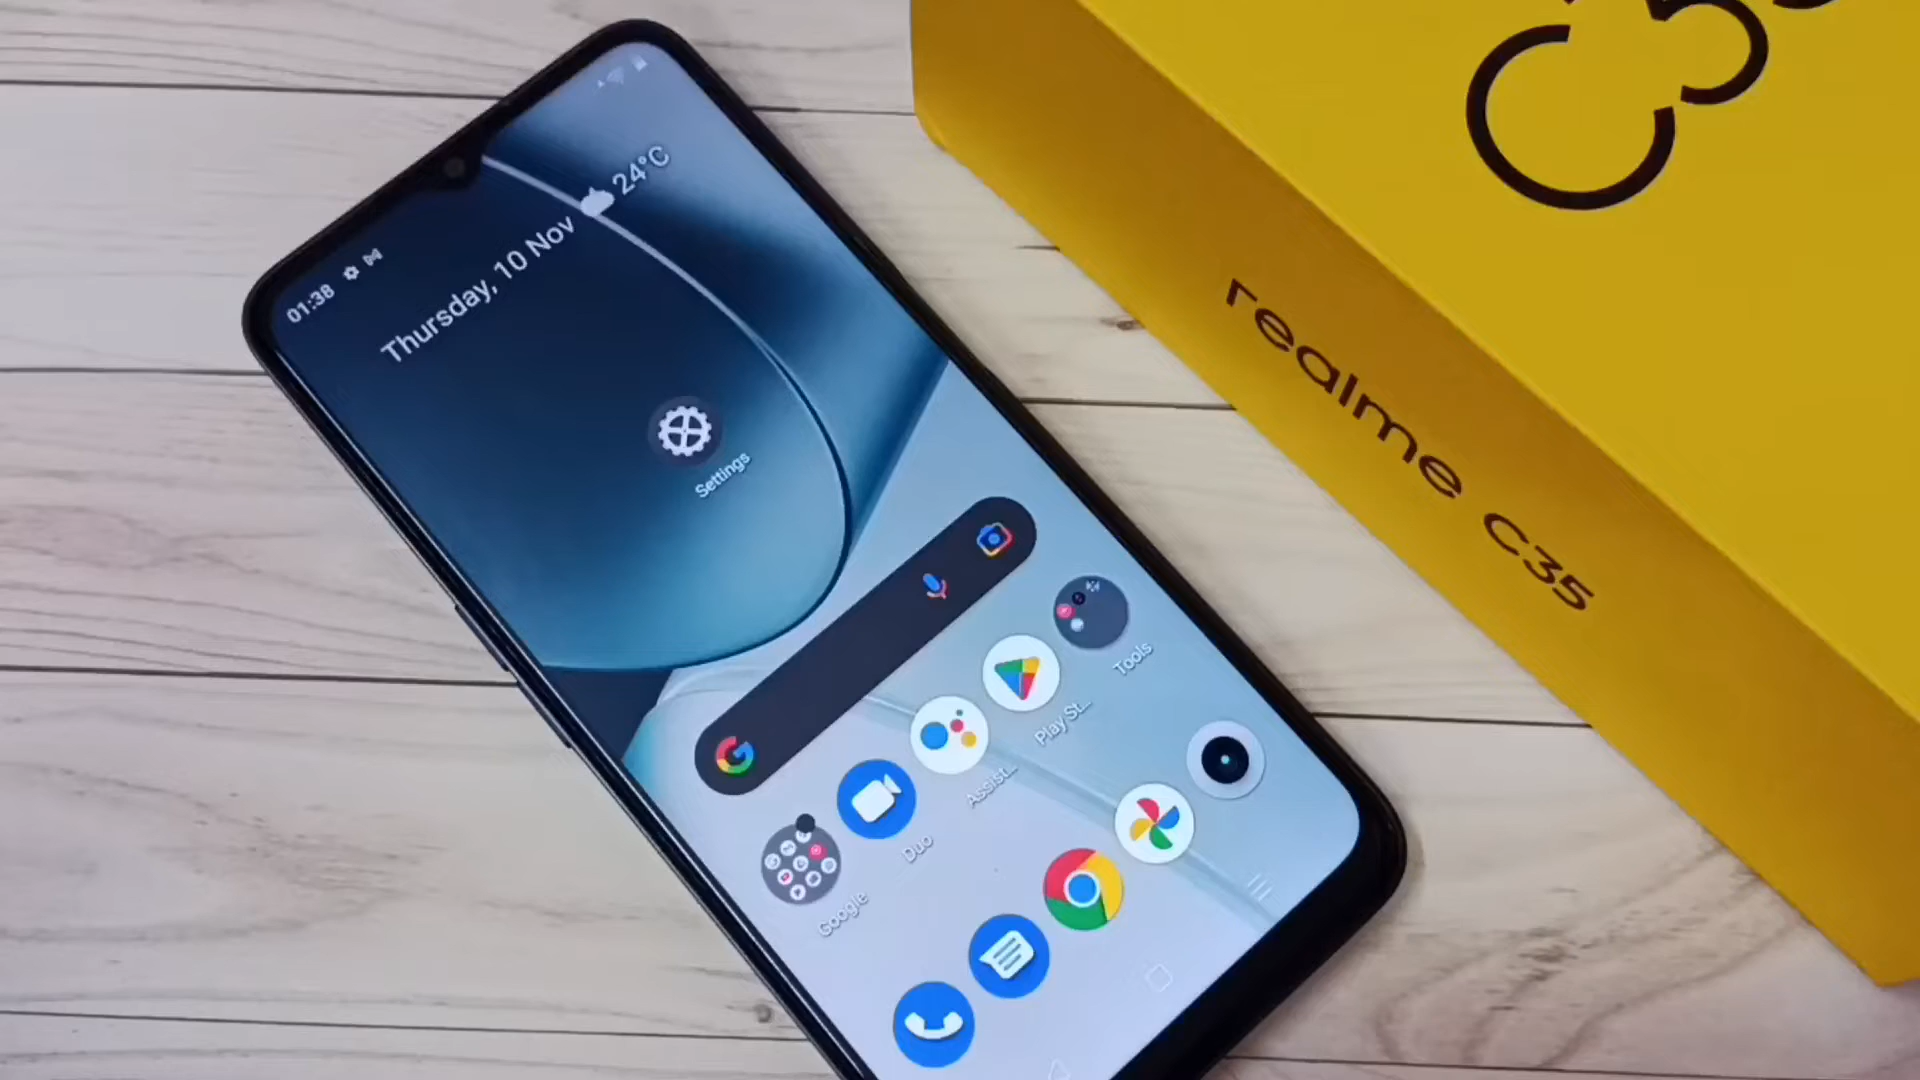 01:38
Thursday, 10 Nov 24°C
Settings
Tools
Play St...
Assist...
Duo
Google
realme C35
C35